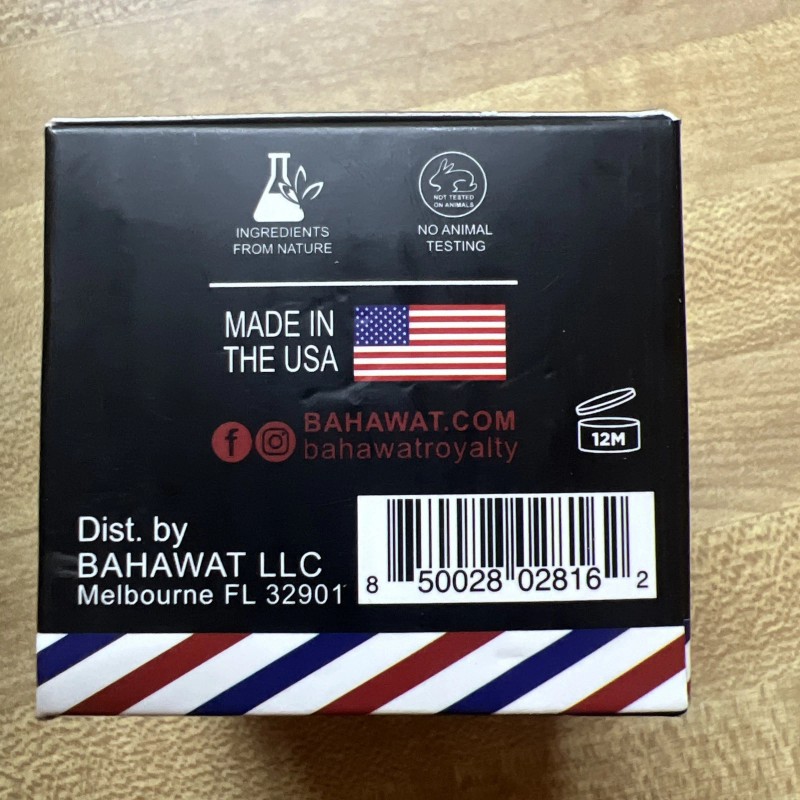 NOT TESTED
ON ANIMALS
INGREDIENTS
FROM NATURE
NO ANIMAL
TESTING
MADE IN
THE USA
f
BAHAWAT.COM
bahawatroyalty
12M
Dist. by
BAHAWAT LLC
Melbourne FL 32901
8 50028 02816 2